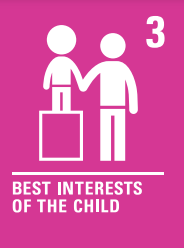 3
BEST INTERESTS
OF THE CHILD